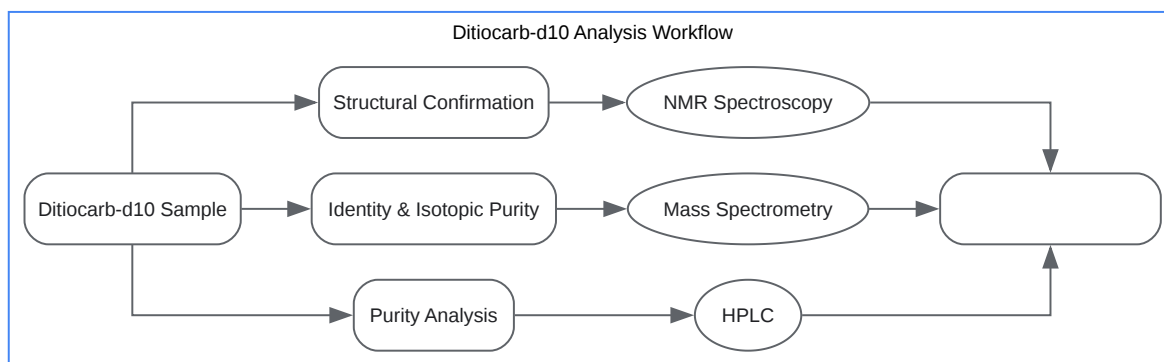 Ditiocarb-d10 Analysis Workflow
Structural Confirmation
NMR Spectroscopy
Ditiocarb-d10 Sample
Identity & Isotopic Purity
Mass Spectrometry
Purity Analysis
HPLC